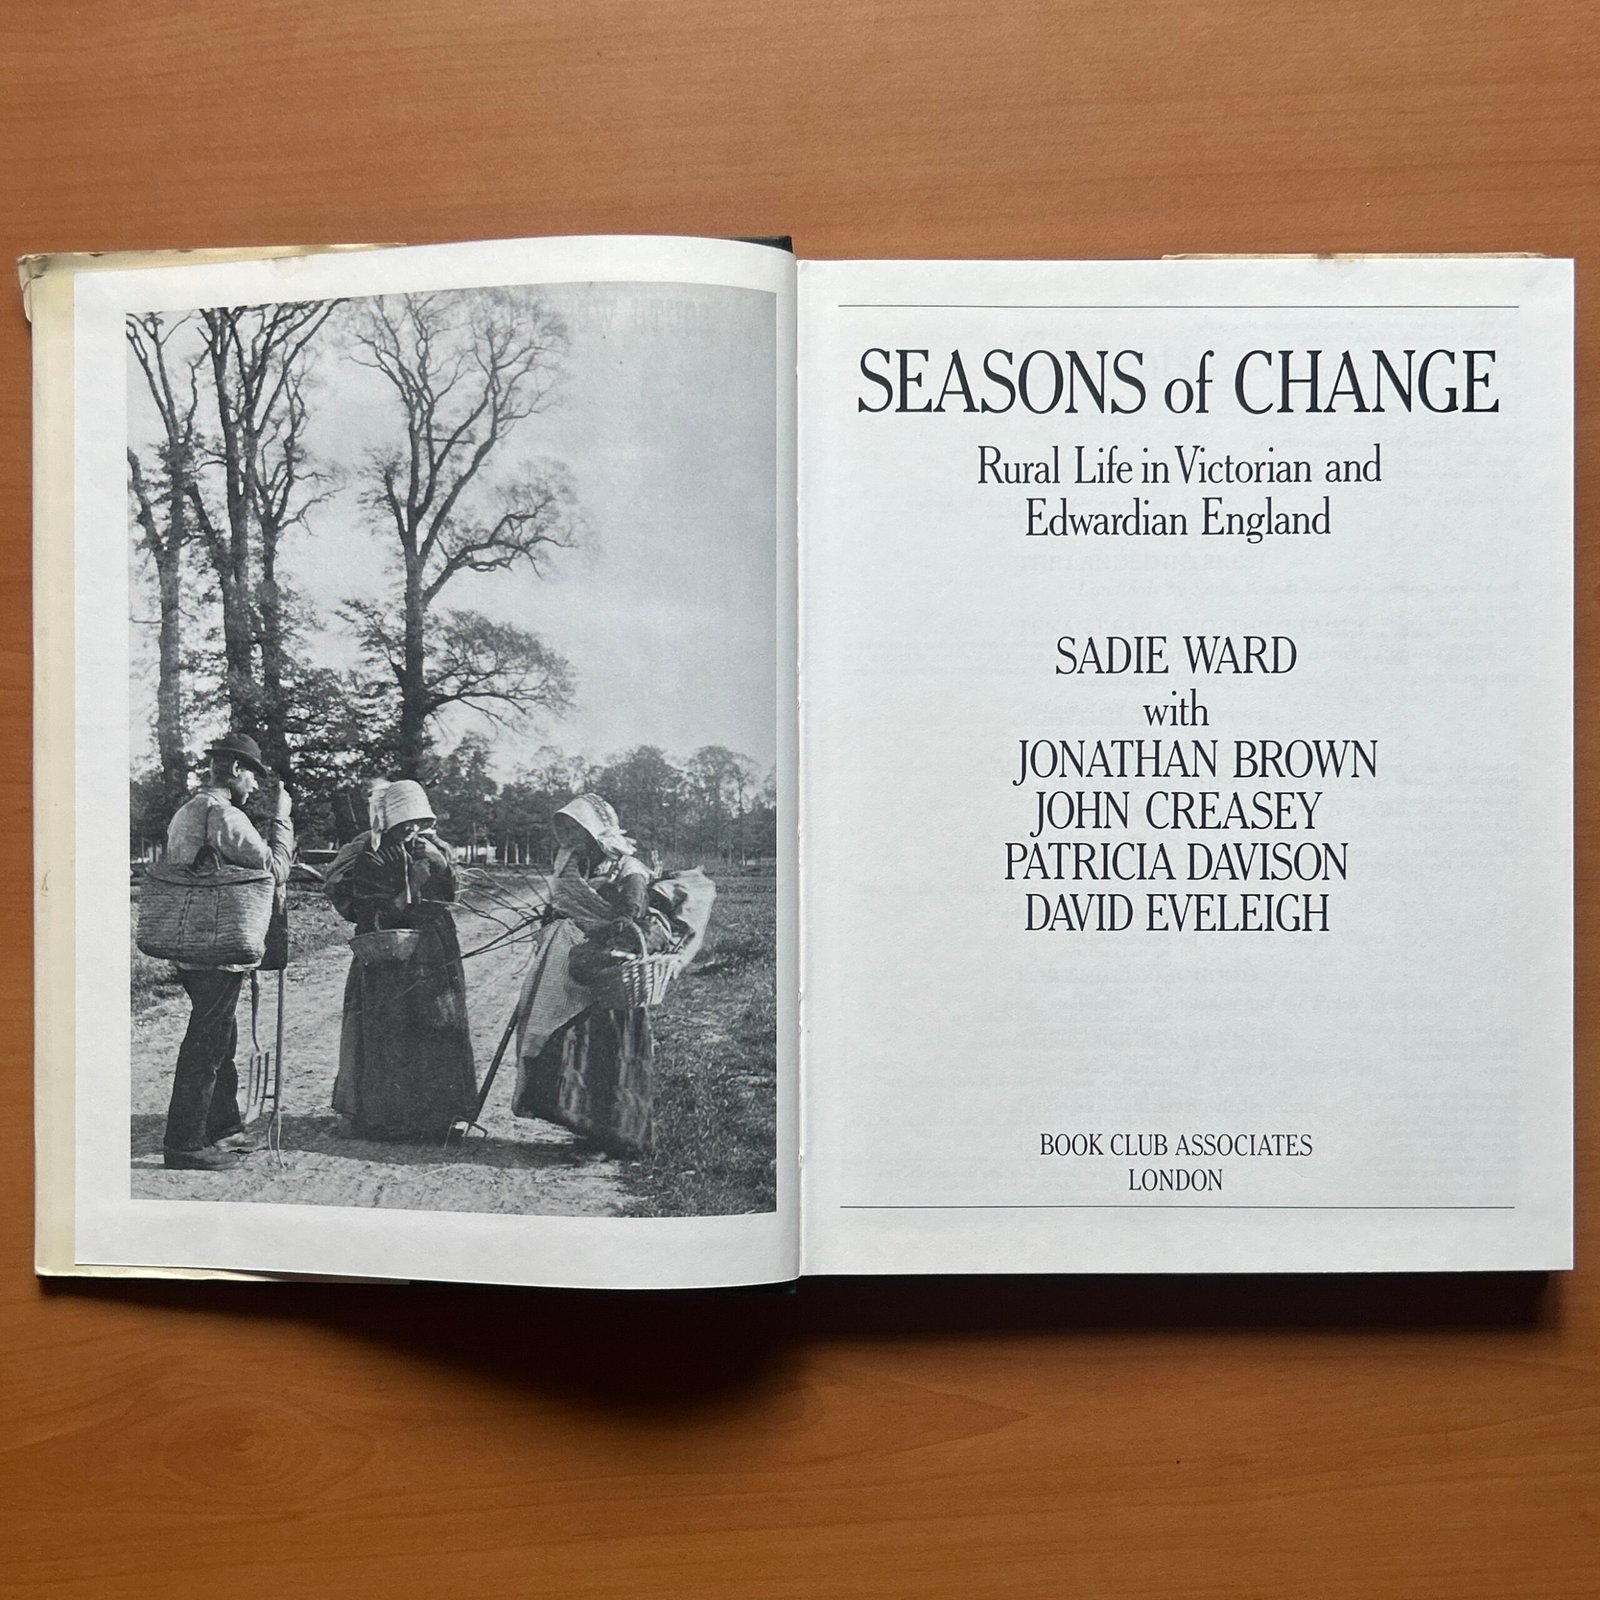 SEASONS of CHANGE
Rural Life in Victorian and
Edwardian England
SADIE WARD
with
JONATHAN BROWN
JOHN CREASEY
PATRICIA DAVISON
DAVID EVELEIGH
BOOK CLUB ASSOCIATES
LONDON